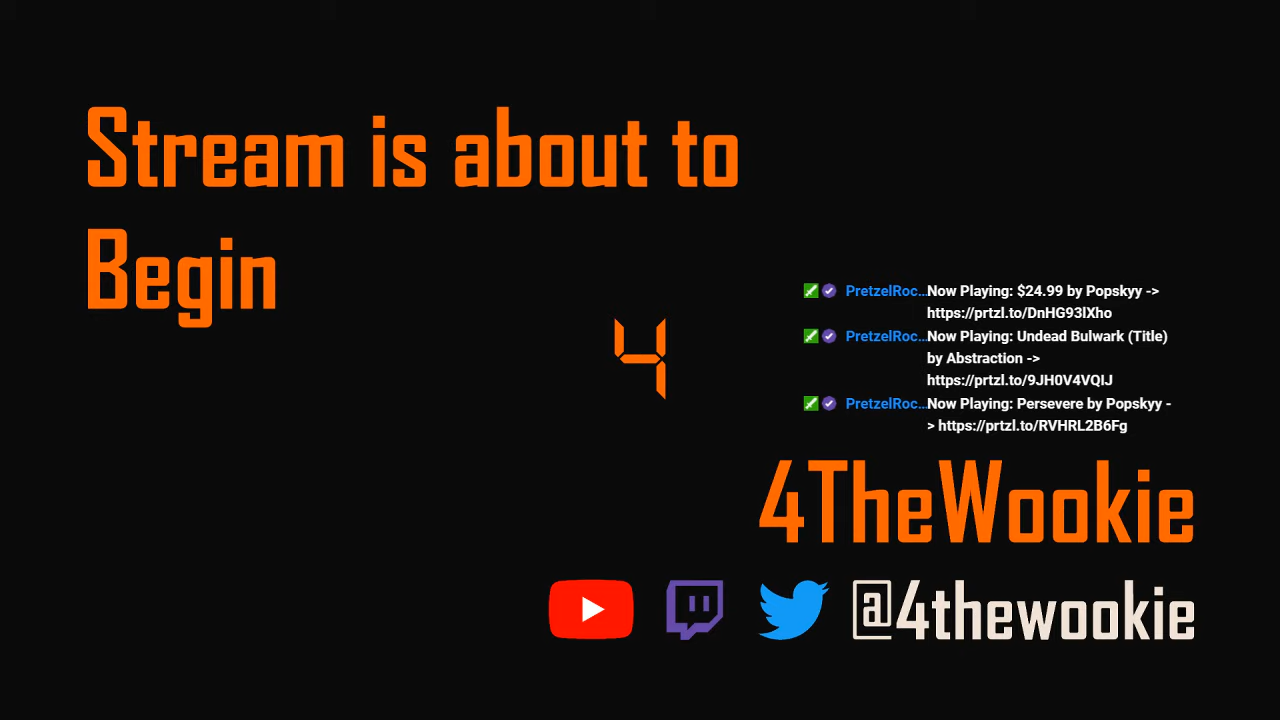 Stream is about to
Begin
4
PretzelRoc... Now Playing: $24.99 by Popskyy ->
https://prtzl.to/DnHG93lXho
PretzelRoc... Now Playing: Undead Bulwark (Title)
by Abstraction ->
https://prtzl.to/9JH0V4VQIJ
PretzelRoc... Now Playing: Persevere by Popskyy -
> https://prtzl.to/RVHRL2B6Fg
4TheWookie
@4thewookie